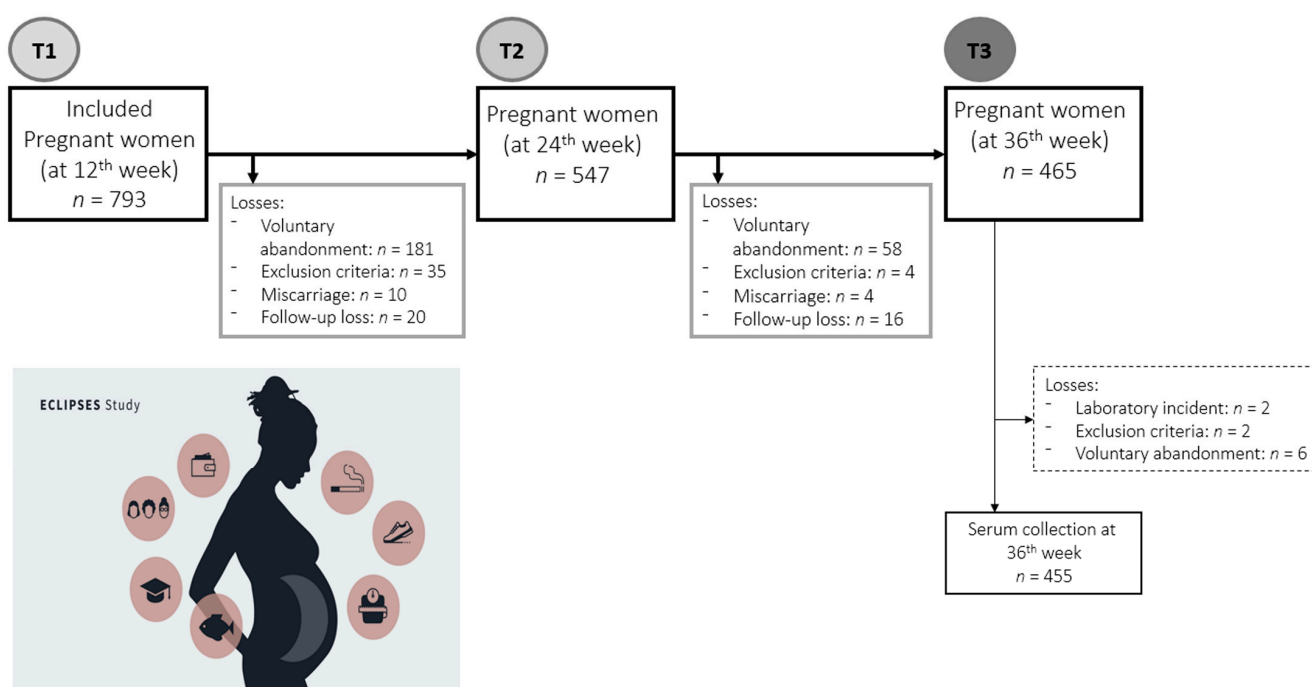 T1
Included
Pregnant women
(at 12th week)
n = 793
Losses:
- Voluntary
abandonment: n = 181
- Exclusion criteria: n = 35
- Miscarriage: n = 10
- Follow-up loss: n = 20
T2
Pregnant women
(at 24th week)
n = 547
Losses:
- Voluntary
abandonment: n = 58
- Exclusion criteria: n = 4
- Miscarriage: n = 4
- Follow-up loss: n = 16
T3
Pregnant women
(at 36th week)
n = 465
Losses:
- Laboratory incident: n = 2
- Exclusion criteria: n = 2
- Voluntary abandonment: n = 6
Serum collection at
36th week
n = 455
ECLIPSES Study